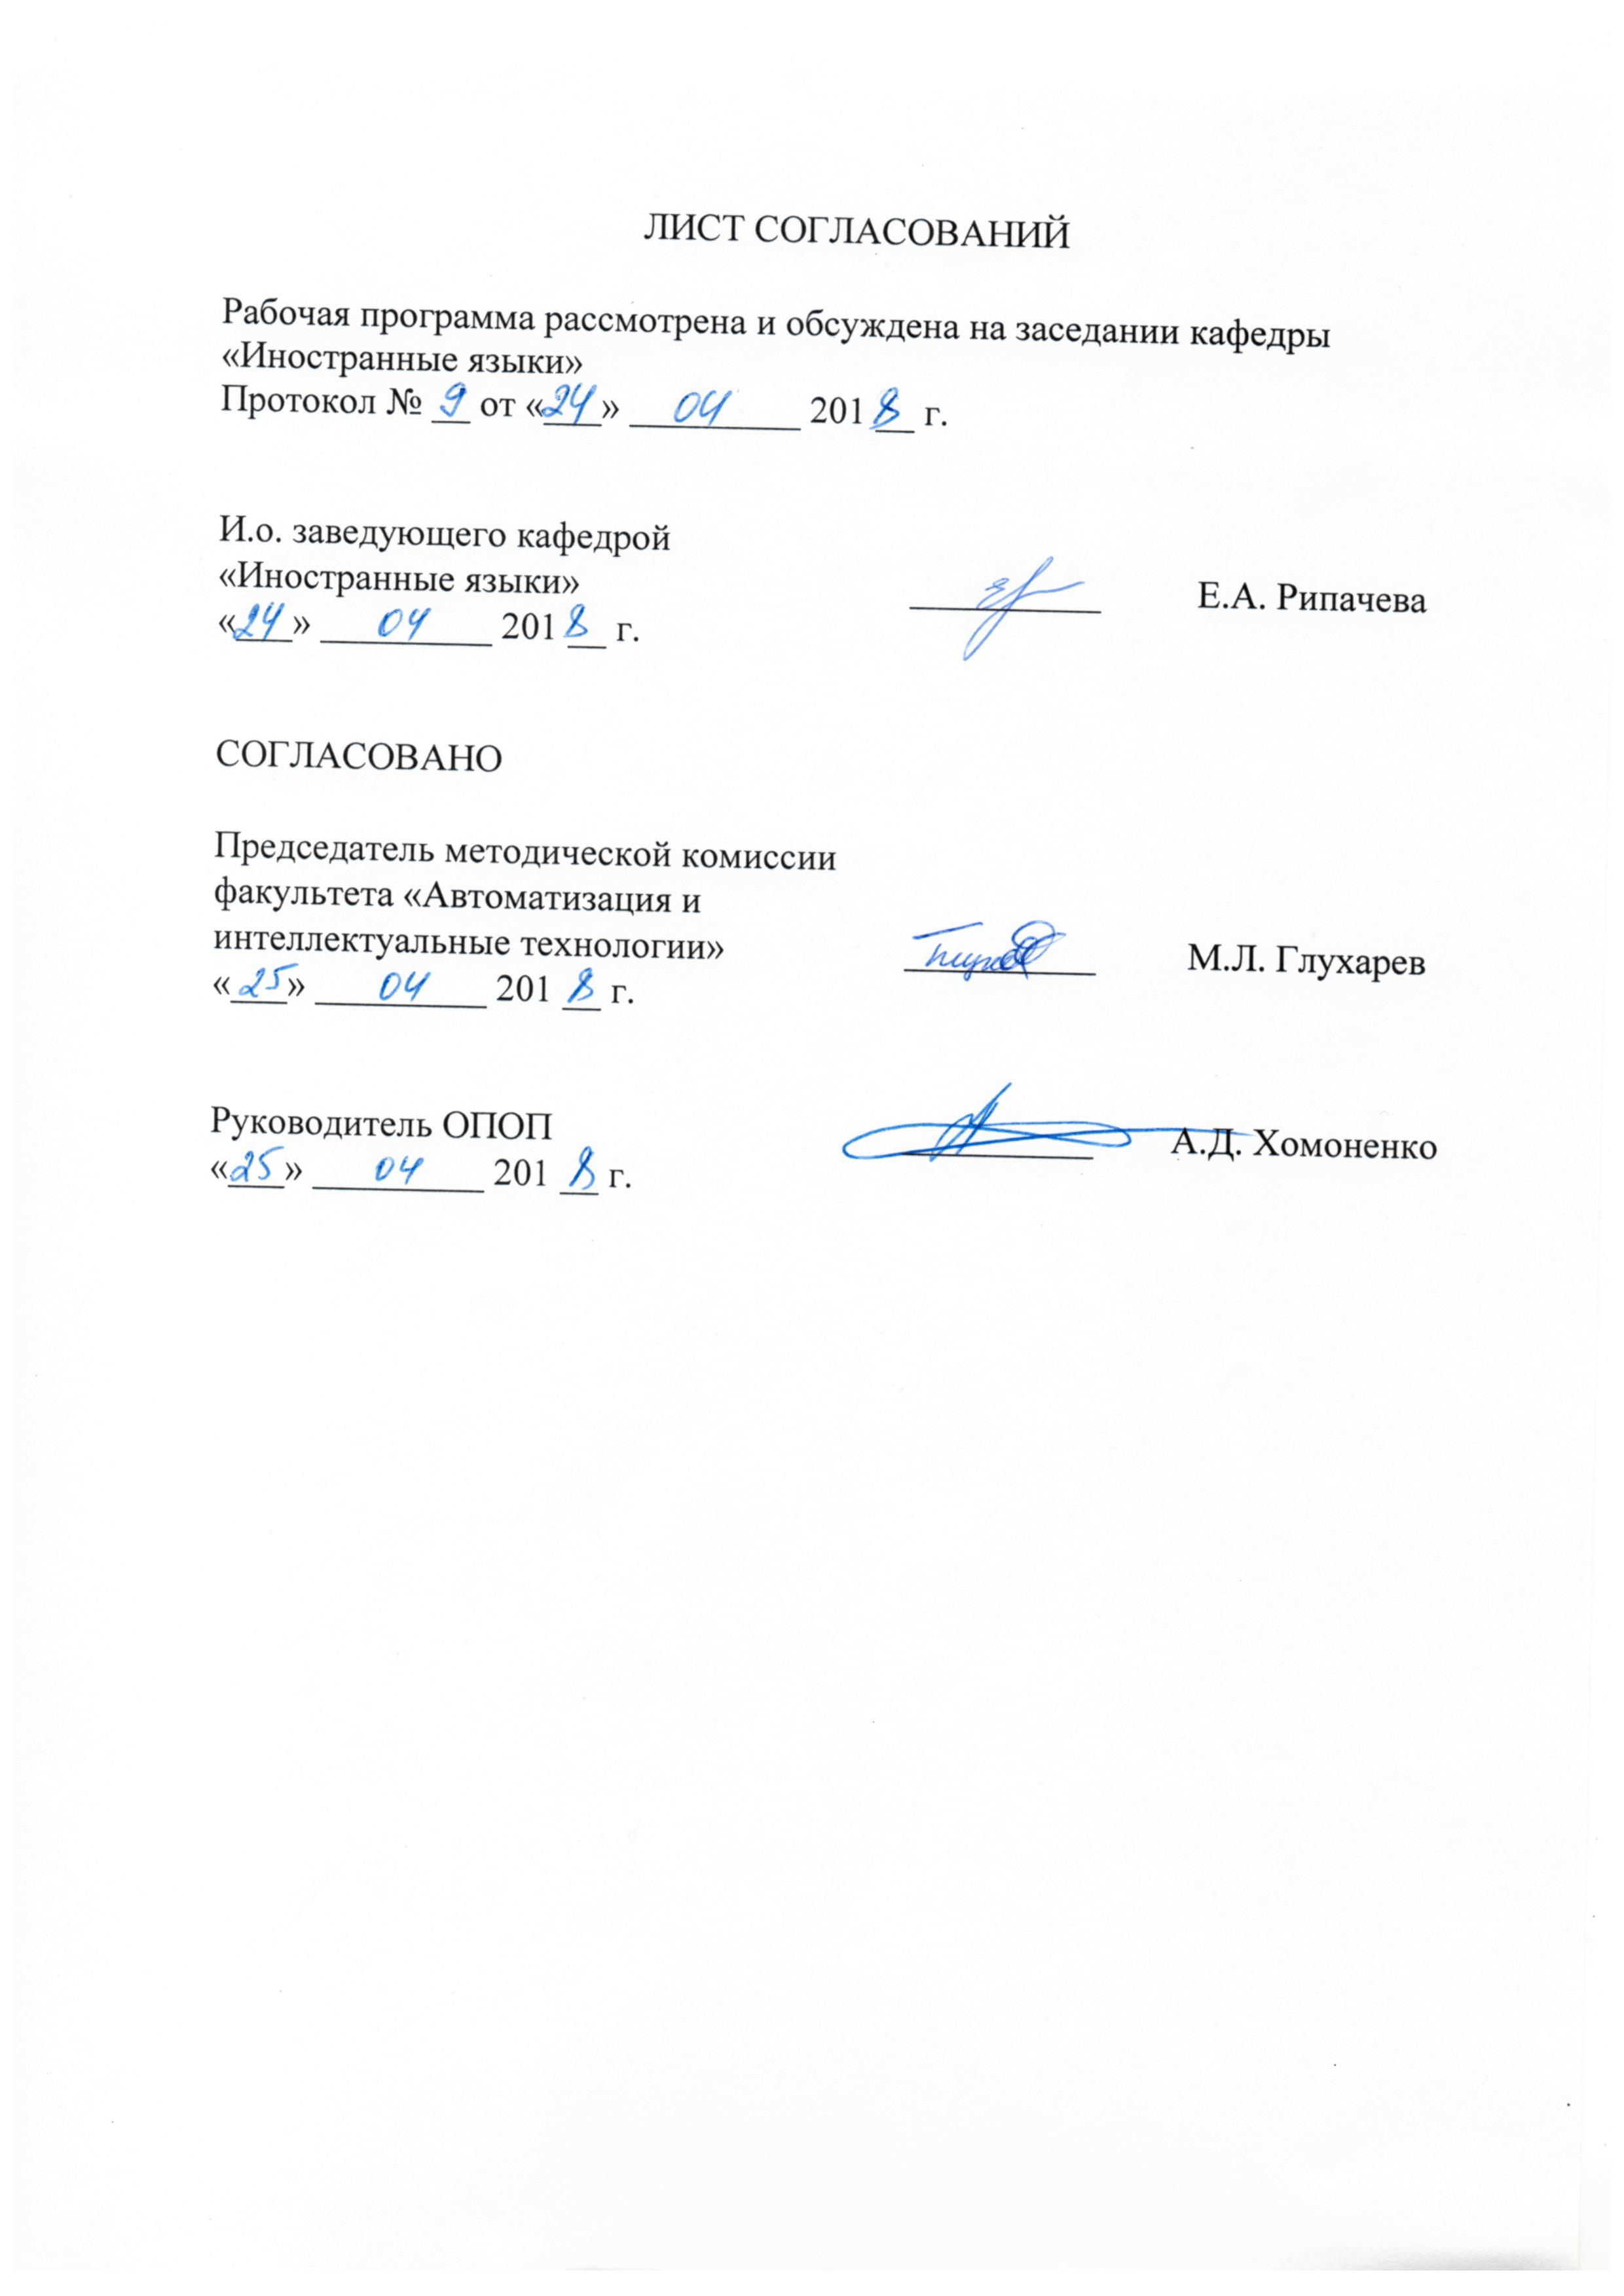 ЛИСТ СОГЛАСОВАНИЙ
Рабочая программа рассмотрена и обсуждена на заседании кафедры
«Иностранные языки»
Протокол № 9 от «24» 04 2018 г.
И.о. заведующего кафедрой
«Иностранные языки»
«24» 04 2018 г.
Е.А. Рипачева
СОГЛАСОВАНО
Председатель методической комиссии
факультета «Автоматизация и
интеллектуальные технологии»
«25» 04 2018 г.
М.Л. Глухарев
Руководитель ОПОП
«25» 04 2018 г.
А.Д. Хомоненко